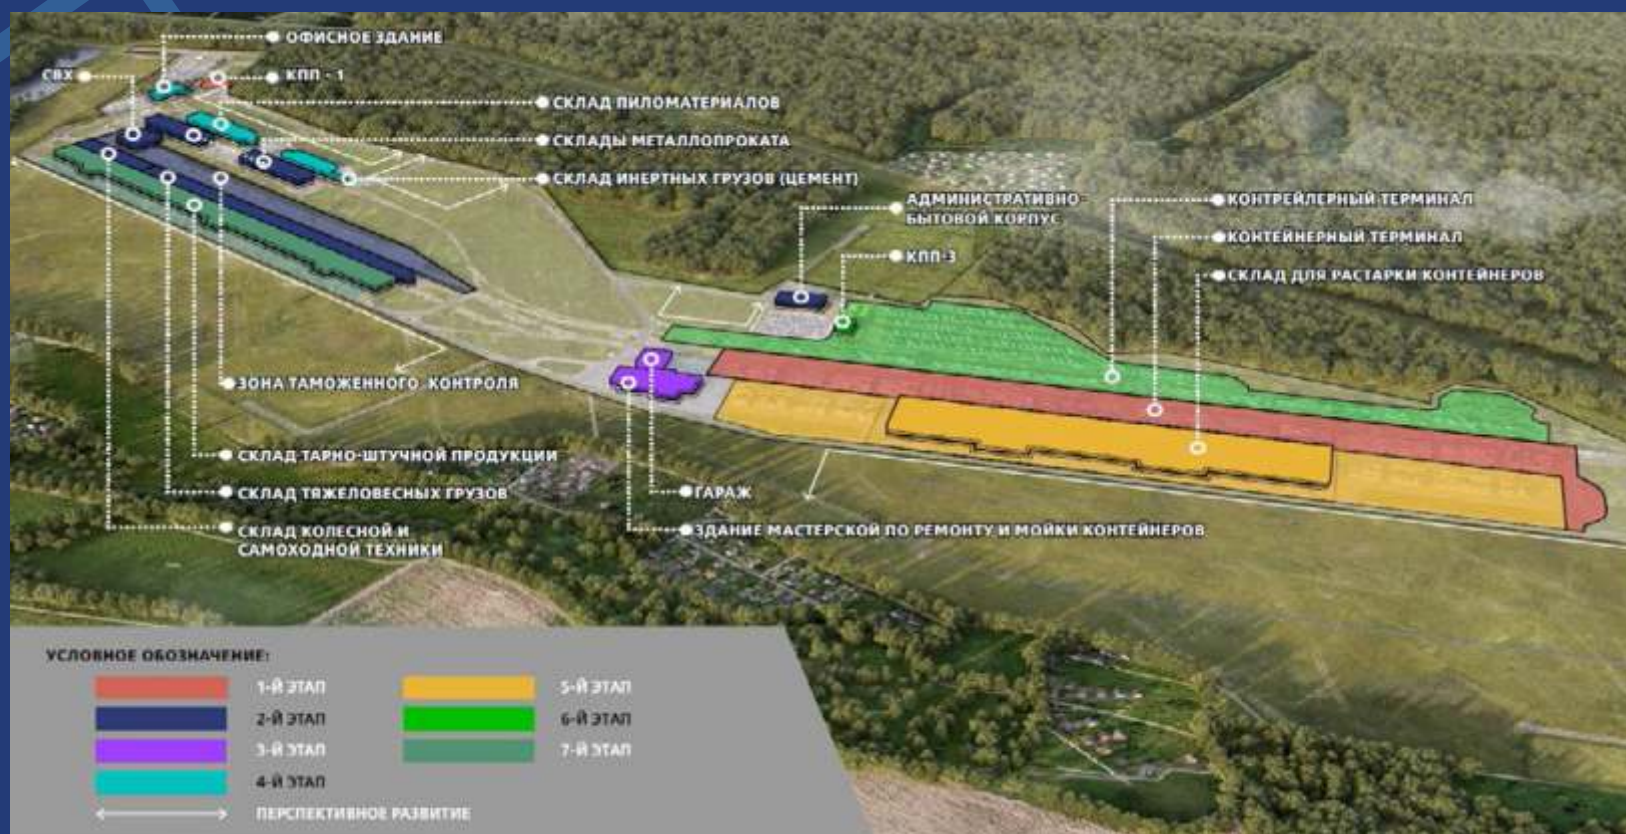 ОФИСНОЕ ЗДАНИЕ
СВХ
КПП - 1
СКЛАД ПИЛОМАТЕРИАЛОВ
СКЛАДЫ МЕТАЛЛОПРОКАТА
СКЛАД ИНЕРТНЫХ ГРУЗОВ (ЦЕМЕНТ)
АДМИНИСТРАТИВНО-
БЫТОВОЙ КОРПУС
КПП-3
КОНТРЕЙЛЕРНЫЙ ТЕРМИНАЛ
КОНТЕЙНЕРНЫЙ ТЕРМИНАЛ
СКЛАД ДЛЯ РАСТАРКИ КОНТЕЙНЕРОВ
ЗОНА ТАМОЖЕННОГО КОНТРОЛЯ
СКЛАД ТАРНО-ШТУЧНОЙ ПРОДУКЦИИ
СКЛАД ТЯЖЕЛОВЕСНЫХ ГРУЗОВ
СКЛАД КОЛЕСНОЙ И
САМОХОДНОЙ ТЕХНИКИ
ГАРАЖ
ЗДАНИЕ МАСТЕРСКОЙ ПО РЕМОНТУ И МОЙКИ КОНТЕЙНЕРОВ
УСЛОВНОЕ ОБОЗНАЧЕНИЕ:
1-Й ЭТАП
2-Й ЭТАП
3-Й ЭТАП
4-Й ЭТАП
5-Й ЭТАП
6-Й ЭТАП
7-Й ЭТАП
ПЕРСПЕКТИВНОЕ РАЗВИТИЕ